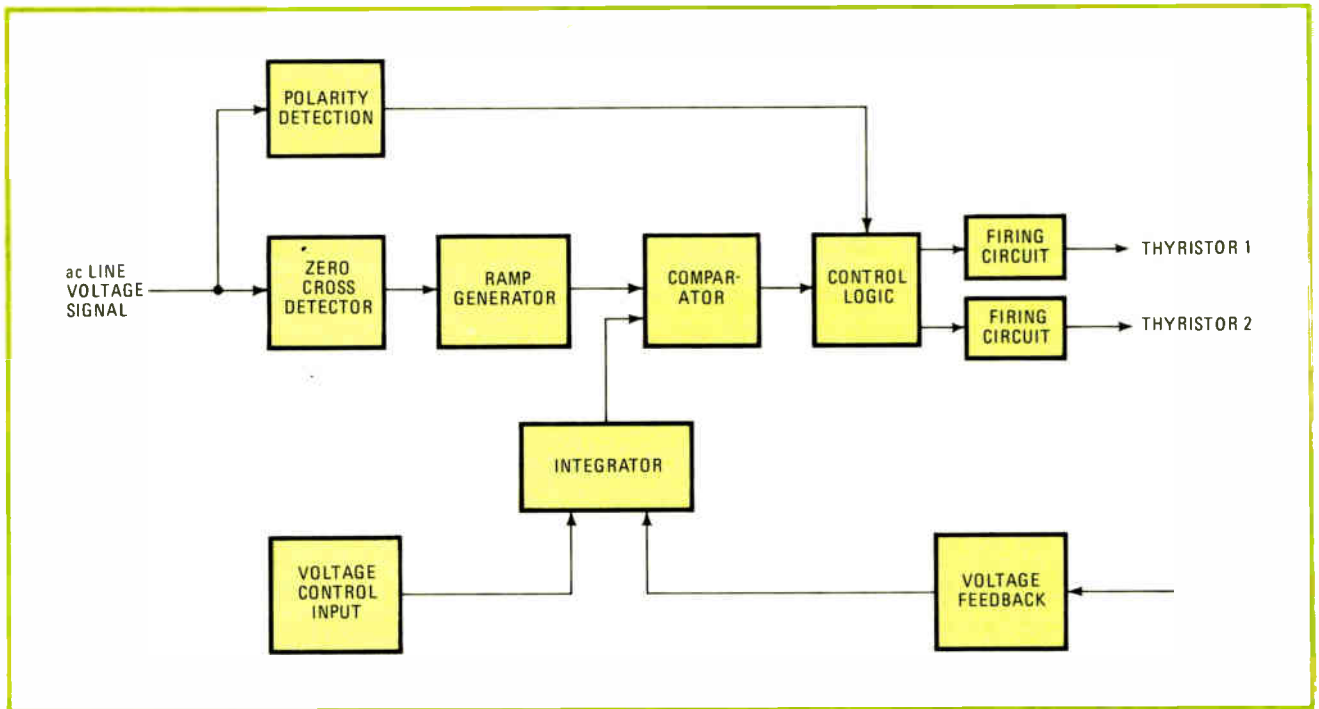 POLARITY
DETECTION
ac LINE
VOLTAGE
SIGNAL
ZERO
CROSS
DETECTOR
RAMP
GENERATOR
COMPAR-
ATOR
CONTROL
LOGIC
FIRING
CIRCUIT
THYRISTOR 1
FIRING
CIRCUIT
THYRISTOR 2
INTEGRATOR
VOLTAGE
CONTROL
INPUT
VOLTAGE
FEEDBACK